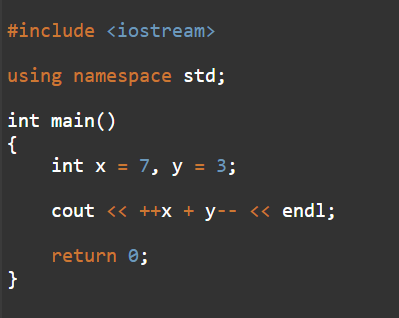 #include <iostream>
using namespace std;
int main()
{
    int x = 7, y = 3;
    cout << ++x + y-- << endl;
    return 0;
}